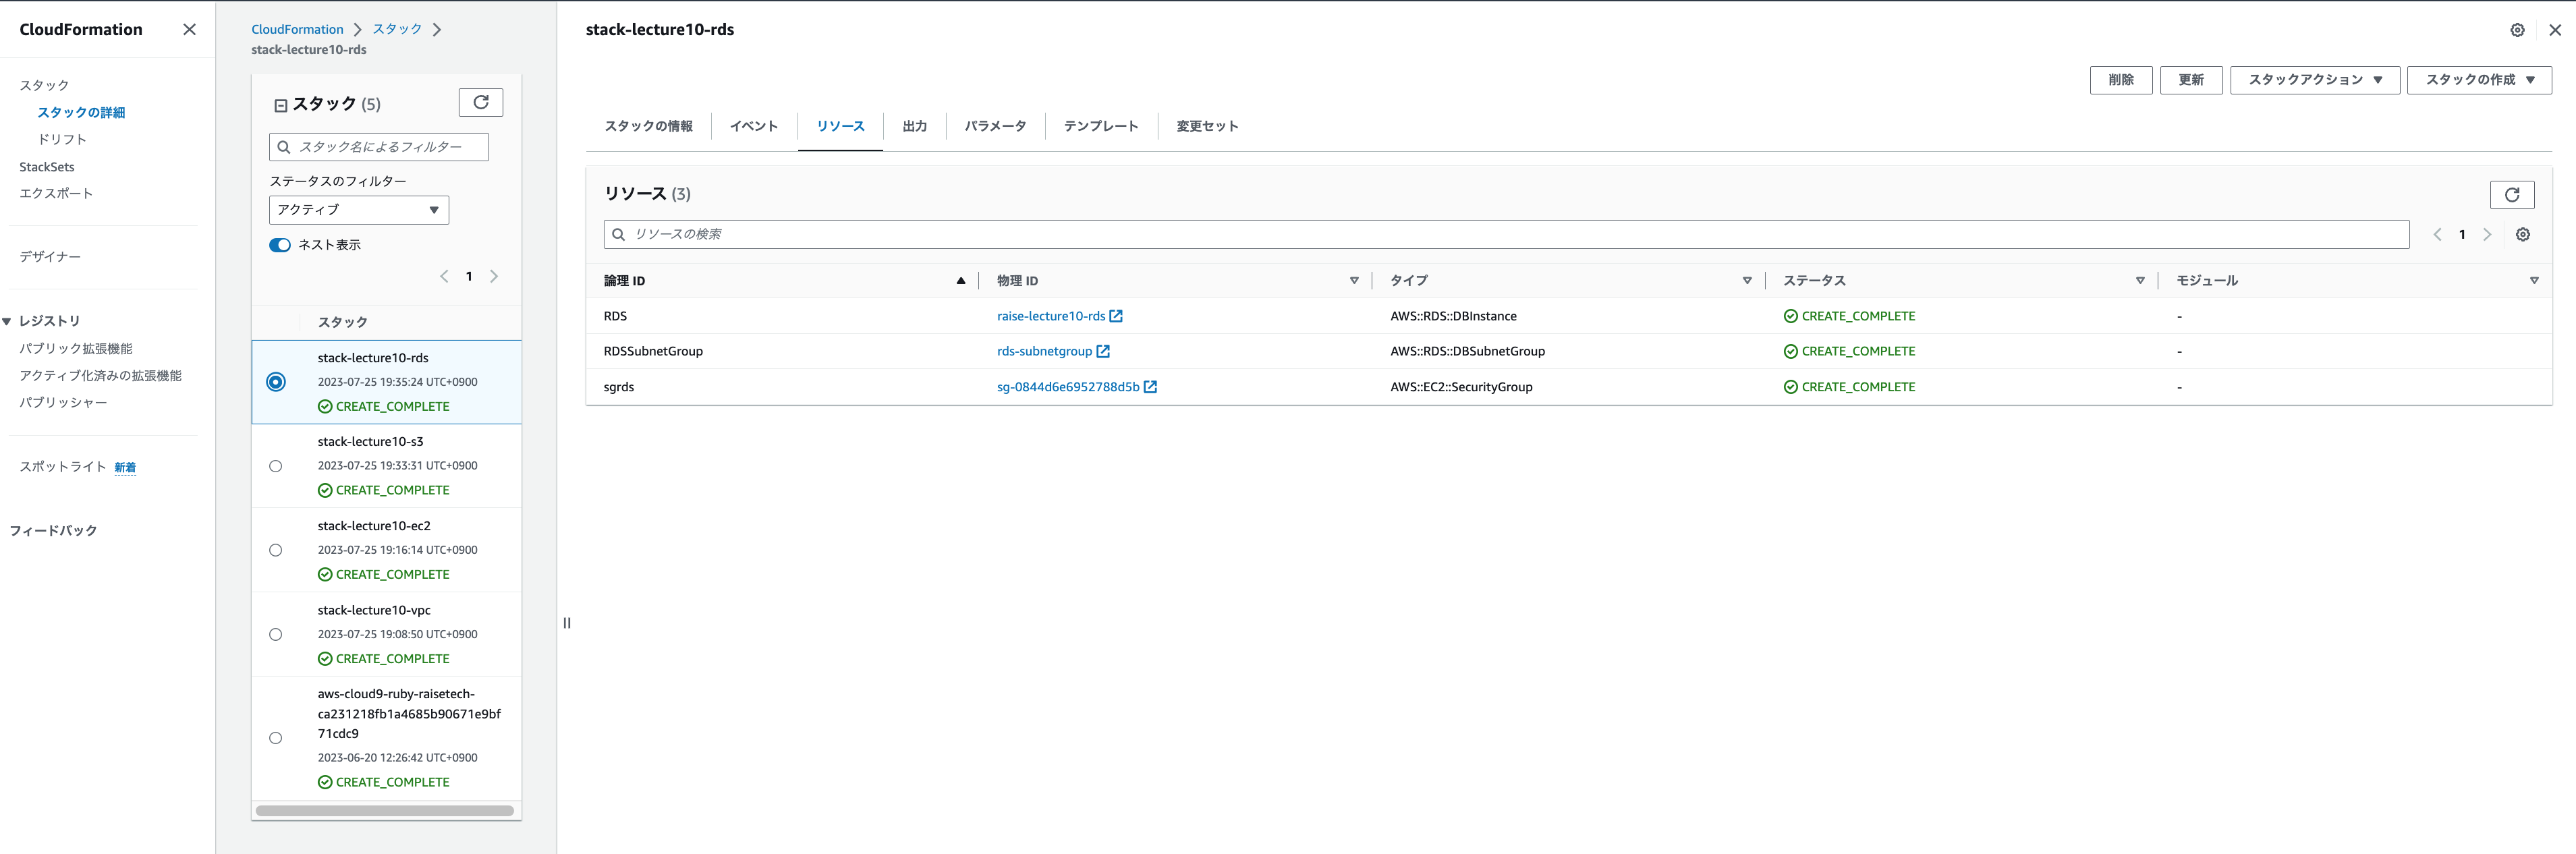 CloudFormation
スタック
スタックの詳細
ドリフト
StackSets
エクスポート
デザイナー
レジストリ
パブリック拡張機能
アクティブ化済みの拡張機能
パブリッシャー
スポットライト 新着
フィードバック
CloudFormation スタック
stack-lecture10-rds
スタック (5)
スタック名によるフィルター
ステータスのフィルター
アクティブ
ネスト表示
1
スタック
stack-lecture10-rds
2023-07-25 19:35:24 UTC+0900
CREATE_COMPLETE
stack-lecture10-s3
2023-07-25 19:33:31 UTC+0900
CREATE_COMPLETE
stack-lecture10-ec2
2023-07-25 19:16:14 UTC+0900
CREATE_COMPLETE
stack-lecture10-vpc
2023-07-25 19:08:50 UTC+0900
CREATE_COMPLETE
aws-cloud9-ruby-raisetech-
ca231218fb1a4685b90671e9bf
71cdc9
2023-06-20 12:26:42 UTC+0900
CREATE_COMPLETE
stack-lecture10-rds
削除 更新 スタックアクション スタックの作成
スタックの情報 イベント リソース 出力 パラメータ テンプレート 変更セット
リソース (3)
リソースの検索
1
論理 ID 物理 ID タイプ ステータス モジュール
RDS raise-lecture10-rds AWS::RDS::DBInstance CREATE_COMPLETE -
RDSSubnetGroup rds-subnetgroup AWS::RDS::DBSubnetGroup CREATE_COMPLETE -
sgrds sg-0844d6e6952788d5b AWS::EC2::SecurityGroup CREATE_COMPLETE -